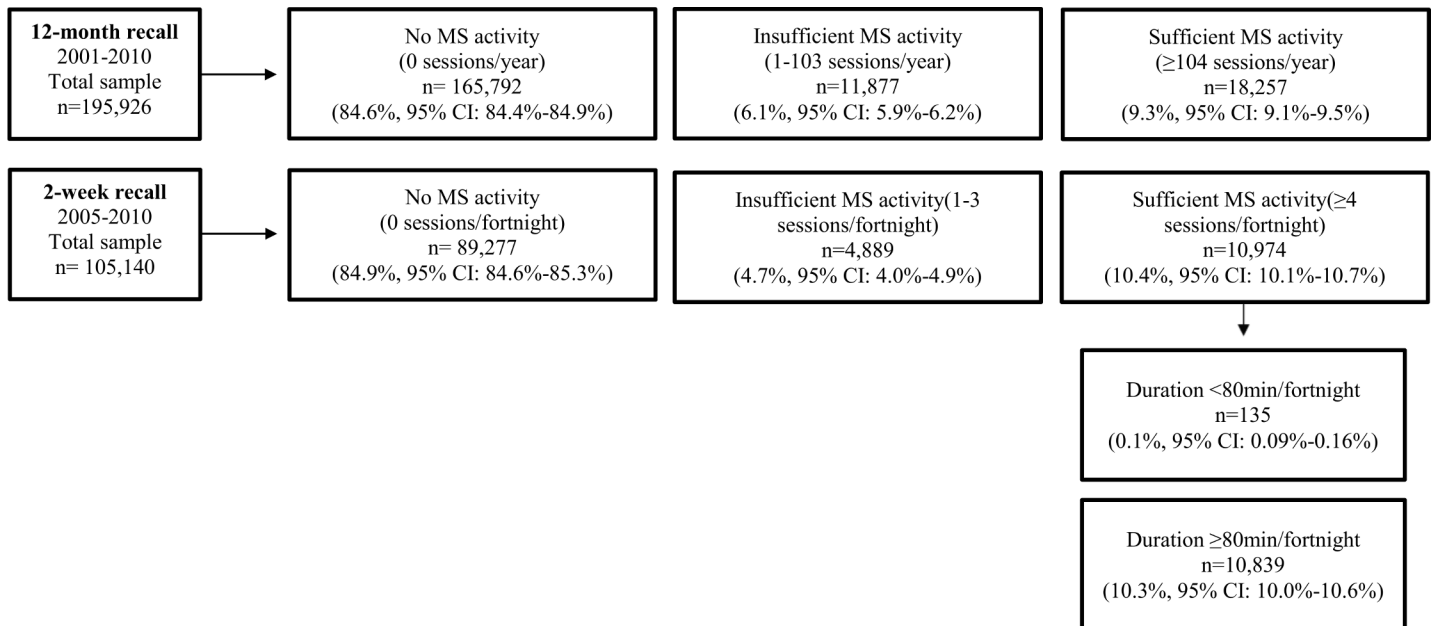 12-month recall
2001-2010
Total sample
n=195,926
No MS activity
(0 sessions/year)
n= 165,792
(84.6%, 95% CI: 84.4%-84.9%)
Insufficient MS activity
(1-103 sessions/year)
n=11,877
(6.1%, 95% CI: 5.9%-6.2%)
Sufficient MS activity
(≥104 sessions/year)
n=18,257
(9.3%, 95% CI: 9.1%-9.5%)
2-week recall
2005-2010
Total sample
n= 105,140
No MS activity
(0 sessions/fortnight)
n= 89,277
(84.9%, 95% CI: 84.6%-85.3%)
Insufficient MS activity(1-3
sessions/fortnight)
n=4,889
(4.7%, 95% CI: 4.0%-4.9%)
Sufficient MS activity(≥4
sessions/fortnight)
n=10,974
(10.4%, 95% CI: 10.1%-10.7%)
Duration <80min/fortnight
n=135
(0.1%, 95% CI: 0.09%-0.16%)
Duration ≥80min/fortnight
n=10,839
(10.3%, 95% CI: 10.0%-10.6%)